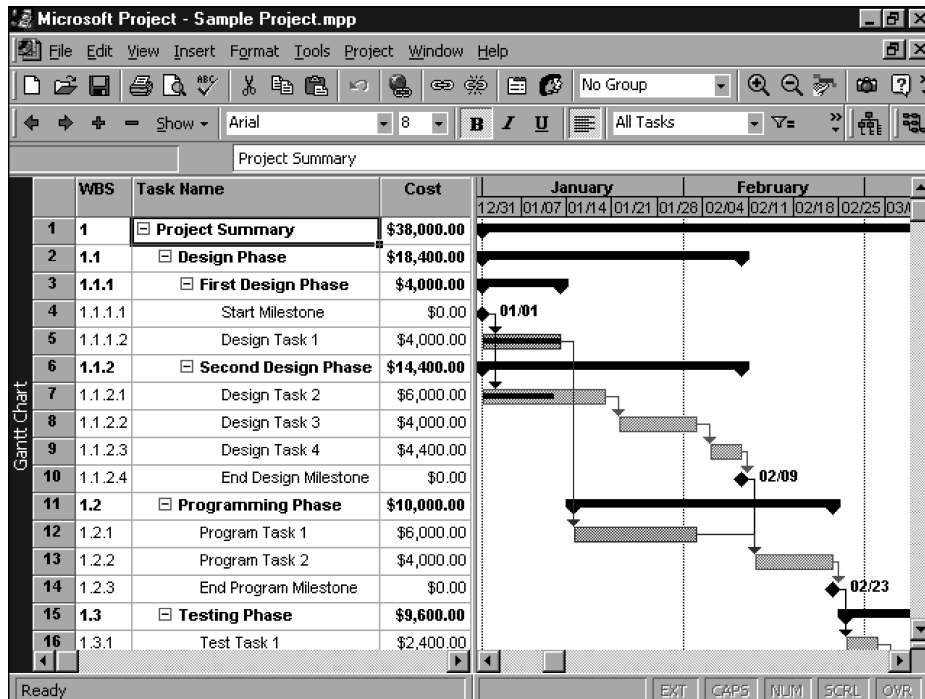 Microsoft Project - Sample Project.mpp
File Edit View Insert Format Tools Project Window Help
ABC No Group
Show Arial 8 B I U All Tasks
Project Summary
WBS Task Name Cost January February
12/31 01/07 01/14 01/21 01/28 02/04 02/11 02/18 02/25 03/
1 1 Project Summary $38,000.00
2 1.1 Design Phase $18,400.00
3 1.1.1 First Design Phase $4,000.00
4 1.1.1.1 Start Milestone $0.00 01/01
5 1.1.1.2 Design Task 1 $4,000.00
6 1.1.2 Second Design Phase $14,400.00
7 1.1.2.1 Design Task 2 $6,000.00
8 1.1.2.2 Design Task 3 $4,000.00
9 1.1.2.3 Design Task 4 $4,400.00
10 1.1.2.4 End Design Milestone $0.00 02/09
11 1.2 Programming Phase $10,000.00
12 1.2.1 Program Task 1 $6,000.00
13 1.2.2 Program Task 2 $4,000.00
14 1.2.3 End Program Milestone $0.00 02/23
15 1.3 Testing Phase $9,600.00
16 1.3.1 Test Task 1 $2,400.00
Gantt Chart
Ready EXT CAPS NUM SCRL OVR